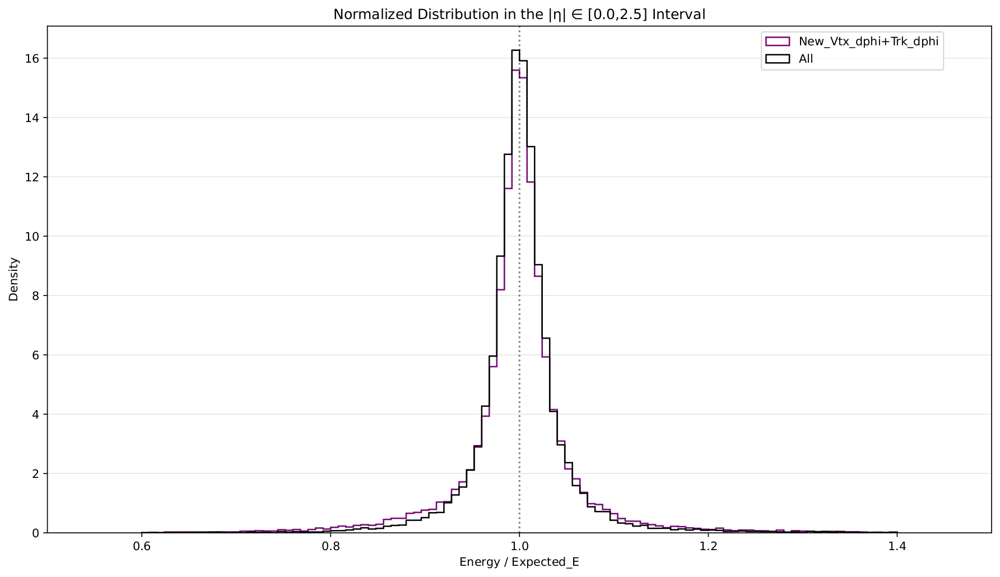 Normalized Distribution in the |η| ∈ [0.0,2.5] Interval
New_Vtx_dphi+Trk_dphi
All
Density
16
14
12
10
8
6
4
2
0
0.6
0.8
1.0
1.2
1.4
Energy / Expected_E